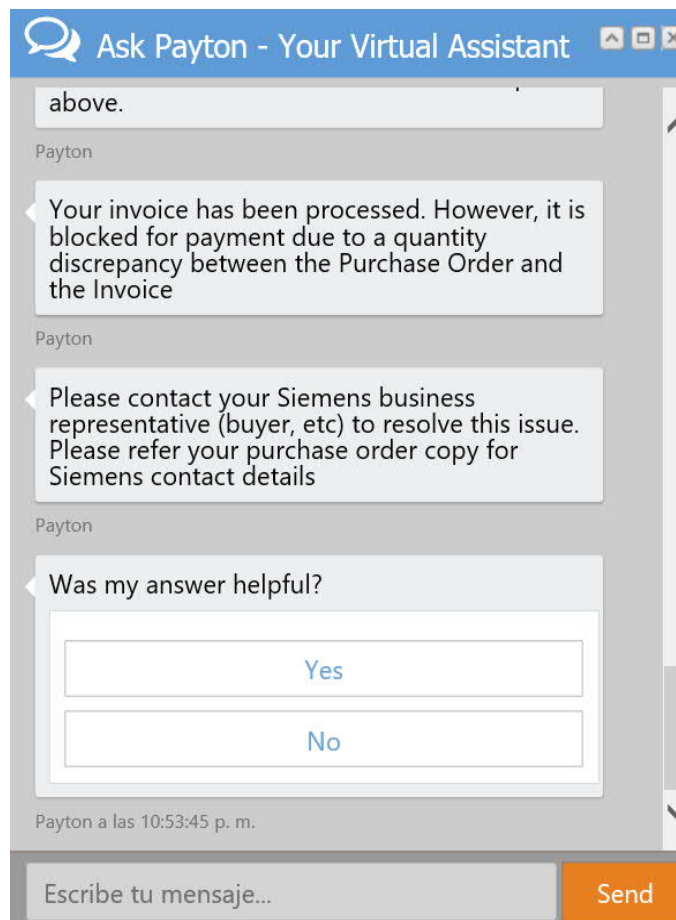 Ask Payton - Your Virtual Assistant
above.
Payton
Your invoice has been processed. However, it is
blocked for payment due to a quantity
discrepancy between the Purchase Order and
the Invoice
Payton
Please contact your Siemens business
representative (buyer, etc) to resolve this issue.
Please refer your purchase order copy for
Siemens contact details
Payton
Was my answer helpful?
Yes
No
Payton a las 10:53:45 p. m.
Escribe tu mensaje...
Send